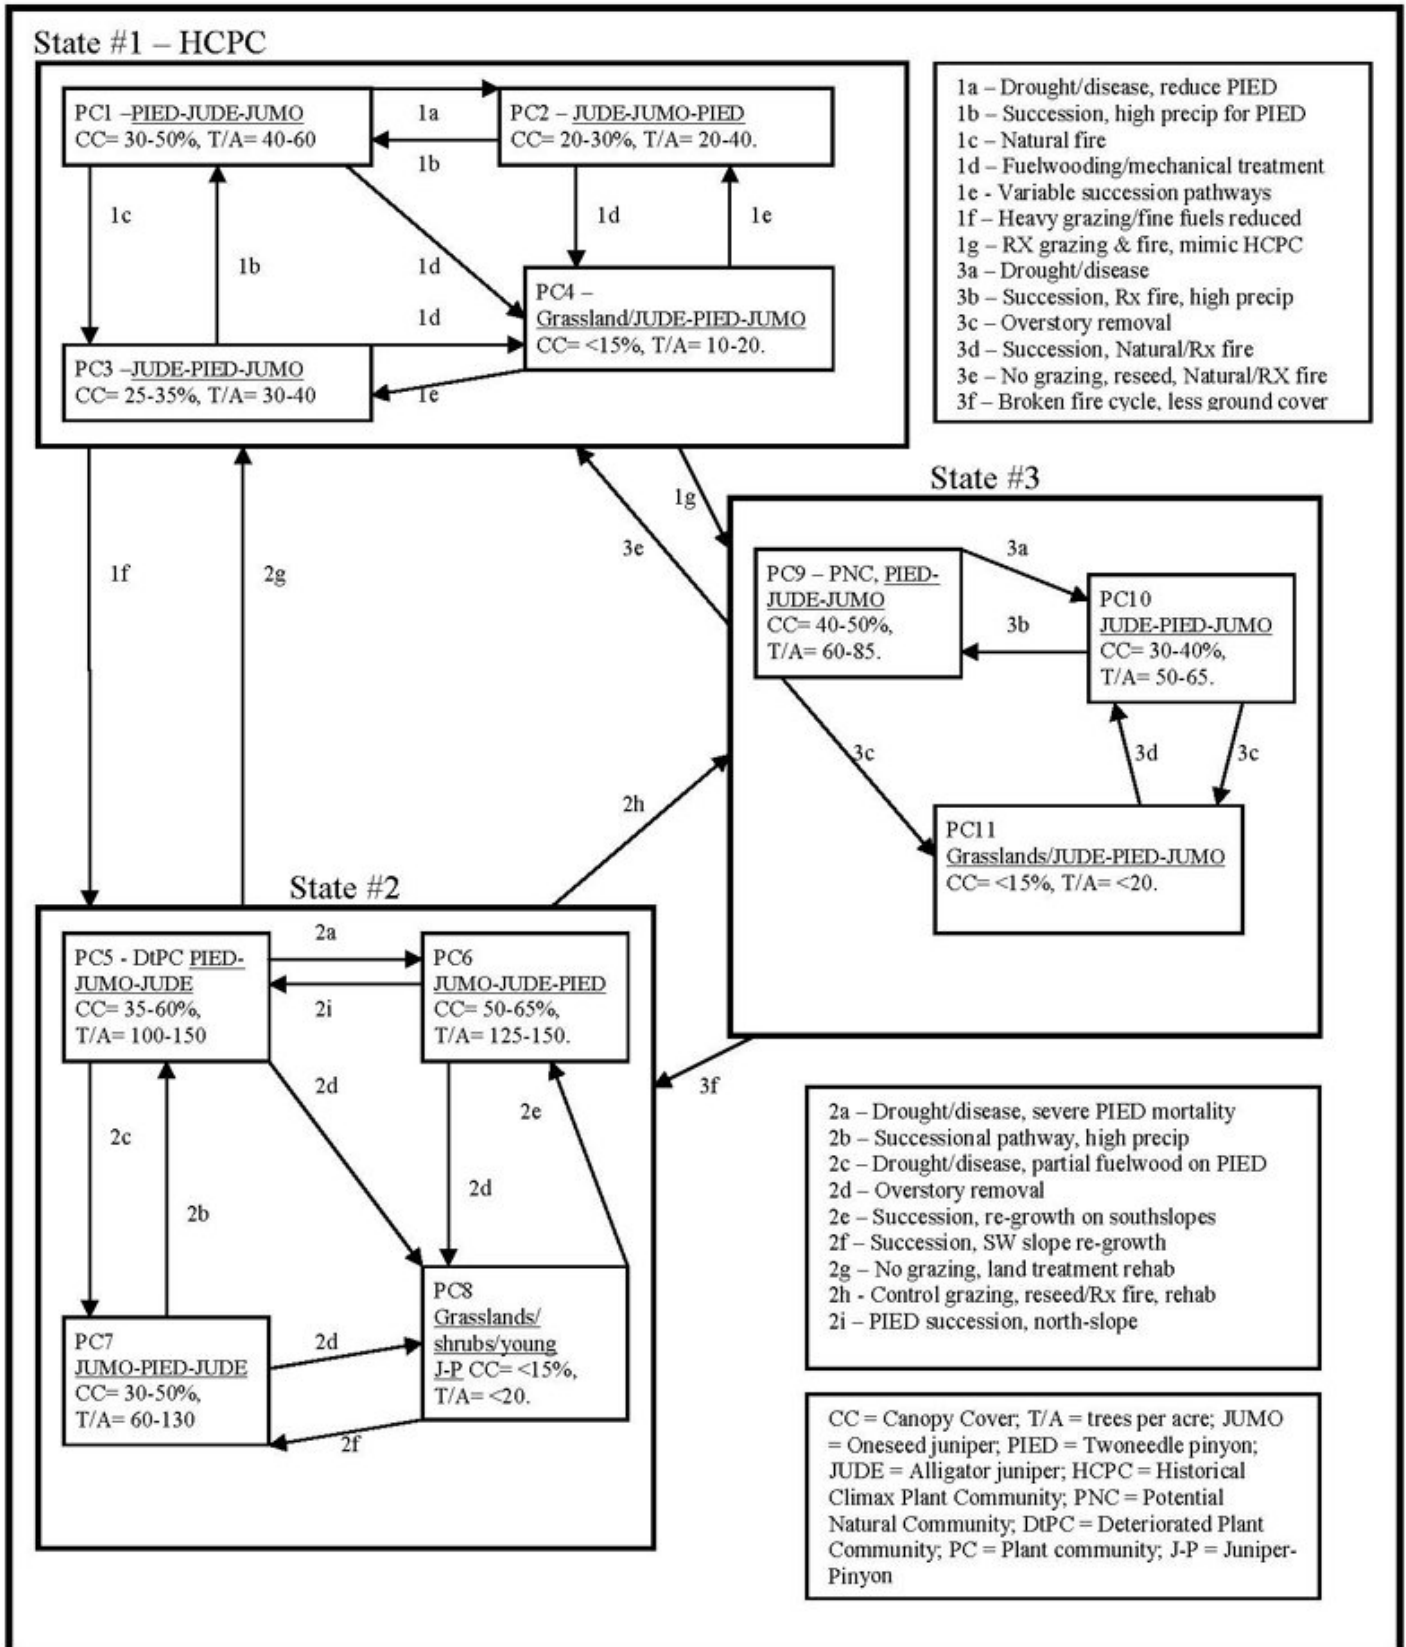 State #1 – HCPC
PC1 –PIED-JUDE-JUMO
CC= 30-50%, T/A= 40-60
1a
1b
PC2 – JUDE-JUMO-PIED
CC= 20-30%, T/A= 20-40.
1c
1b
1d
1d
1e
1d
PC4 –
Grassland/JUDE-PIED-JUMO
CC= <15%, T/A= 10-20.
PC3 –JUDE-PIED-JUMO
CC= 25-35%, T/A= 30-40
1e
1a – Drought/disease, reduce PIED
1b – Succession, high precip for PIED
1c – Natural fire
1d – Fuelwooding/mechanical treatment
1e - Variable succession pathways
1f – Heavy grazing/fine fuels reduced
1g – RX grazing & fire, mimic HCPC
3a – Drought/disease
3b – Succession, Rx fire, high precip
3c – Overstory removal
3d – Succession, Natural/Rx fire
3e – No grazing, reseed, Natural/RX fire
3f – Broken fire cycle, less ground cover
1f
2g
3e
1g
2h
3f
State #3
PC9 – PNC, PIED-
JUDE-JUMO
CC= 40-50%,
T/A= 60-85.
3a
3b
PC10
JUDE-PIED-JUMO
CC= 30-40%,
T/A= 50-65.
3c
3d
3c
PC11
Grasslands/JUDE-PIED-JUMO
CC= <15%, T/A= <20.
State #2
PC5 - DtPC PIED-
JUMO-JUDE
CC= 35-60%,
T/A= 100-150
2a
2i
PC6
JUMO-JUDE-PIED
CC= 50-65%,
T/A= 125-150.
2c
2b
2d
2d
2e
PC7
JUMO-PIED-JUDE
CC= 30-50%,
T/A= 60-130
2d
2f
PC8
Grasslands/
shrubs/young
J-P CC= <15%,
T/A= <20.
2a – Drought/disease, severe PIED mortality
2b – Successional pathway, high precip
2c – Drought/disease, partial fuelwood on PIED
2d – Overstory removal
2e – Succession, re-growth on southslopes
2f – Succession, SW slope re-growth
2g – No grazing, land treatment rehab
2h - Control grazing, reseed/Rx fire, rehab
2i – PIED succession, north-slope
CC = Canopy Cover; T/A = trees per acre; JUMO
= Oneseed juniper; PIED = Twoneedle pinyon;
JUDE = Alligator juniper; HCPC = Historical
Climax Plant Community; PNC = Potential
Natural Community; DtPC = Deteriorated Plant
Community; PC = Plant community; J-P = Juniper-
Pinyon